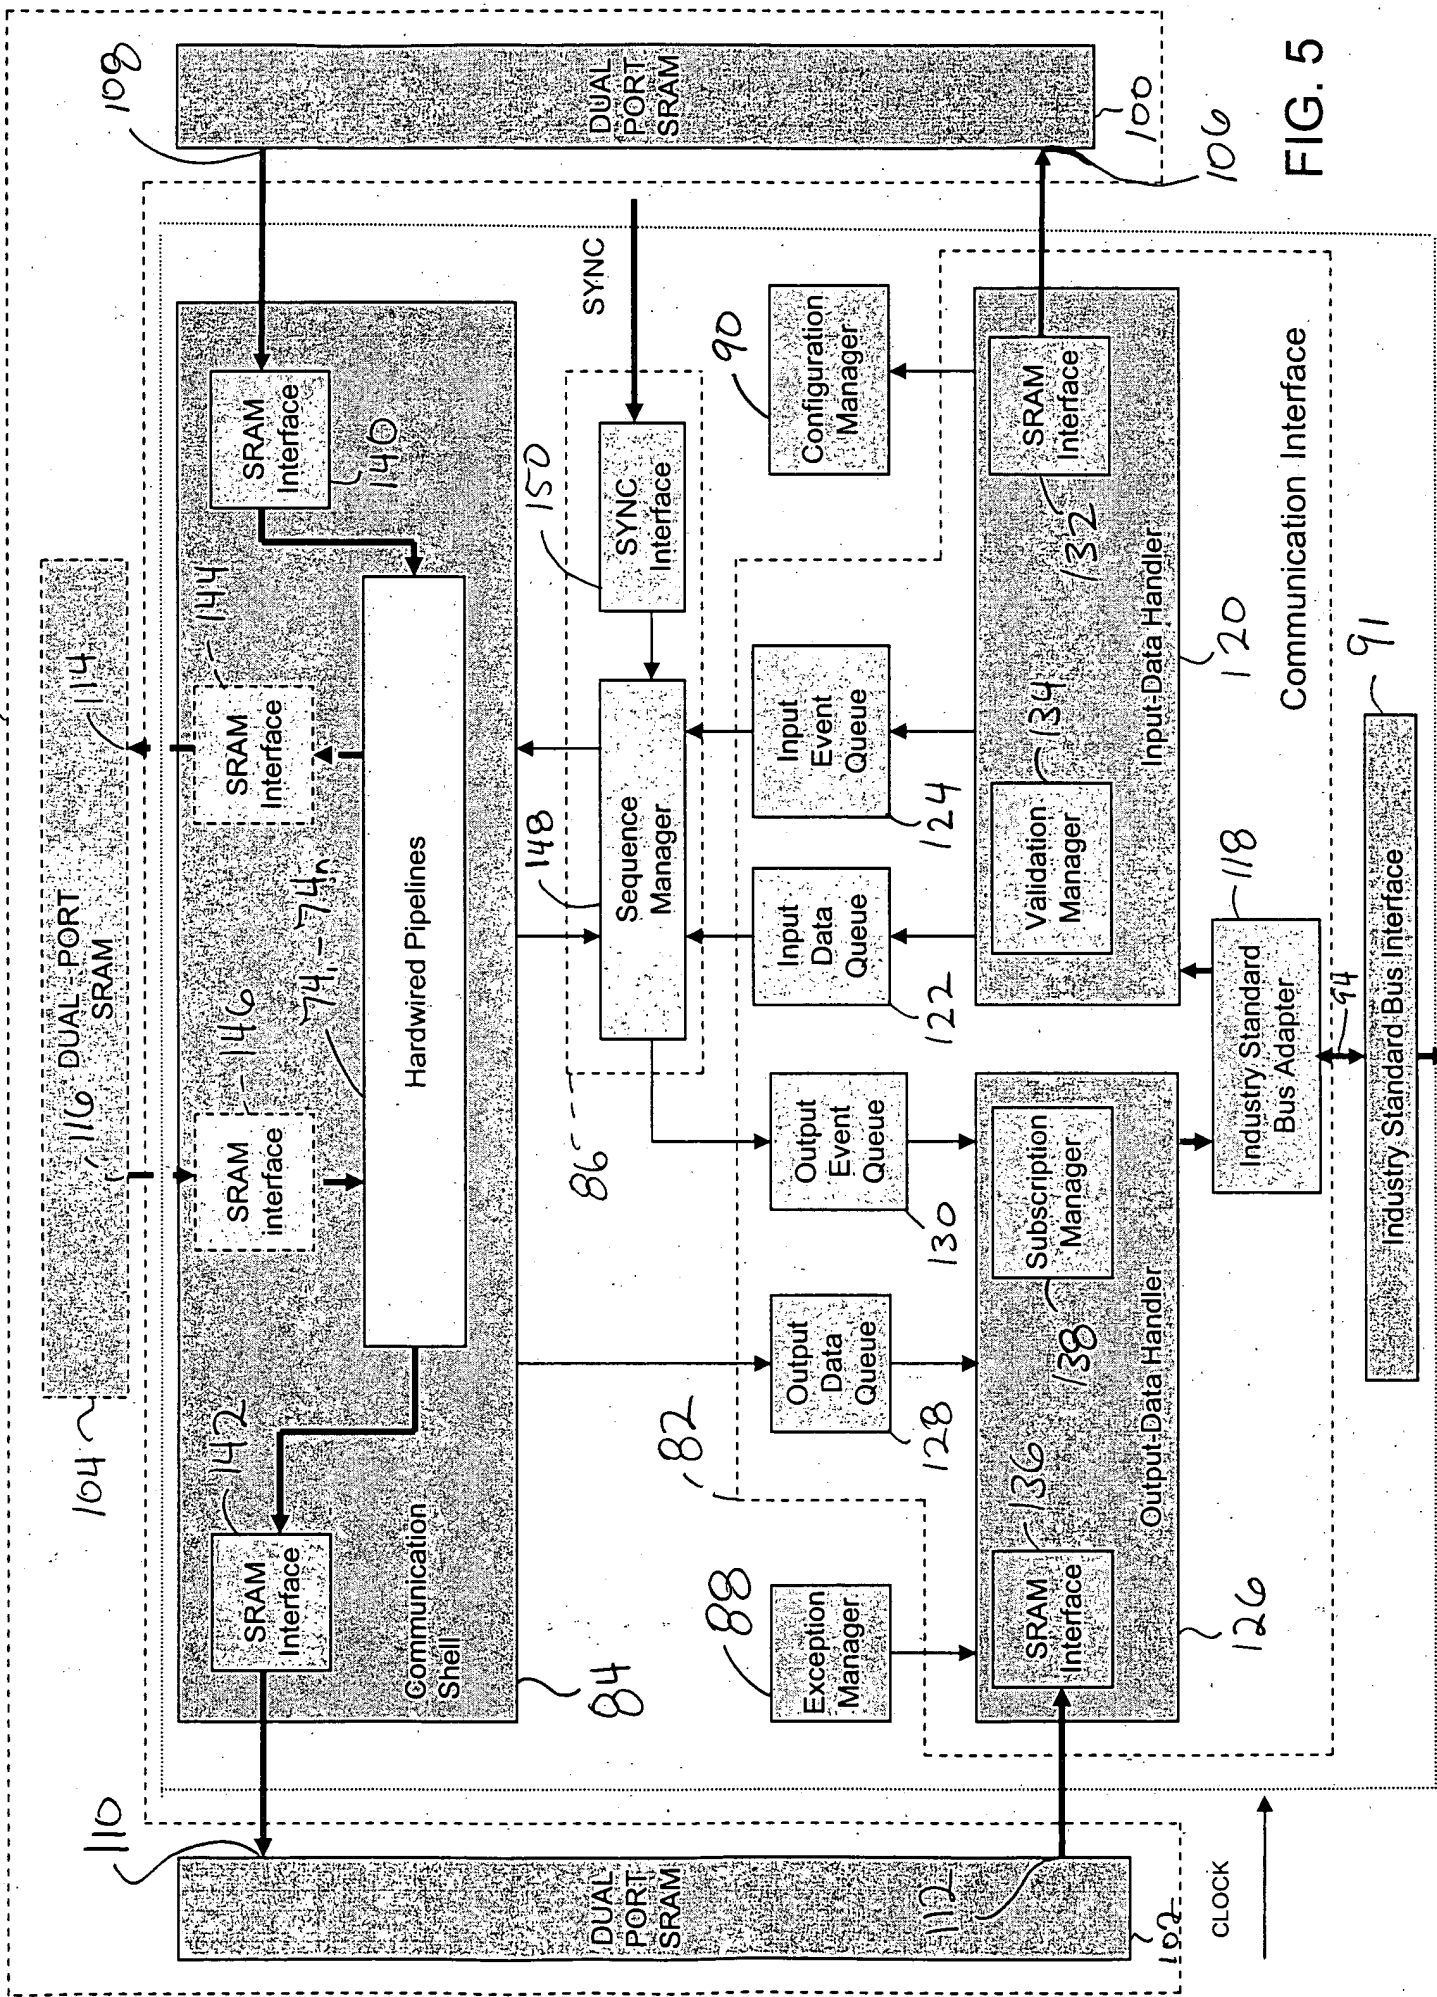 104
116
DUAL PORT
SRAM
114
110
142
146
144
108
SRAM
Interface
SRAM
interface
SRAM
Interface
SRAM
Interface
140
Hardwired Pipelines
74₁-74ₙ
Communication
Shell
84
DUAL
PORT
SRAM
112
102
DUAL
PORT
SRAM
100
106
86
148
Sequence
Manager
150
SYNC
Interface
SYNC
82
88
Exception
Manager
Output
Data
Queue
128
Output
Event
Queue
130
Input
Data
Queue
122
Input
Event
Queue
124
90
Configuration
Manager
SRAM
Interface
136
Subscription
Manager
138
Output-Data Handler
126
Validation
Manager
134
SRAM
Interface
132
Input-Data Handler
120
Industry Standard
Bus Adapter
118
Communication Interface
94
Industry Standard Bus Interface
91
CLOCK
FIG. 5